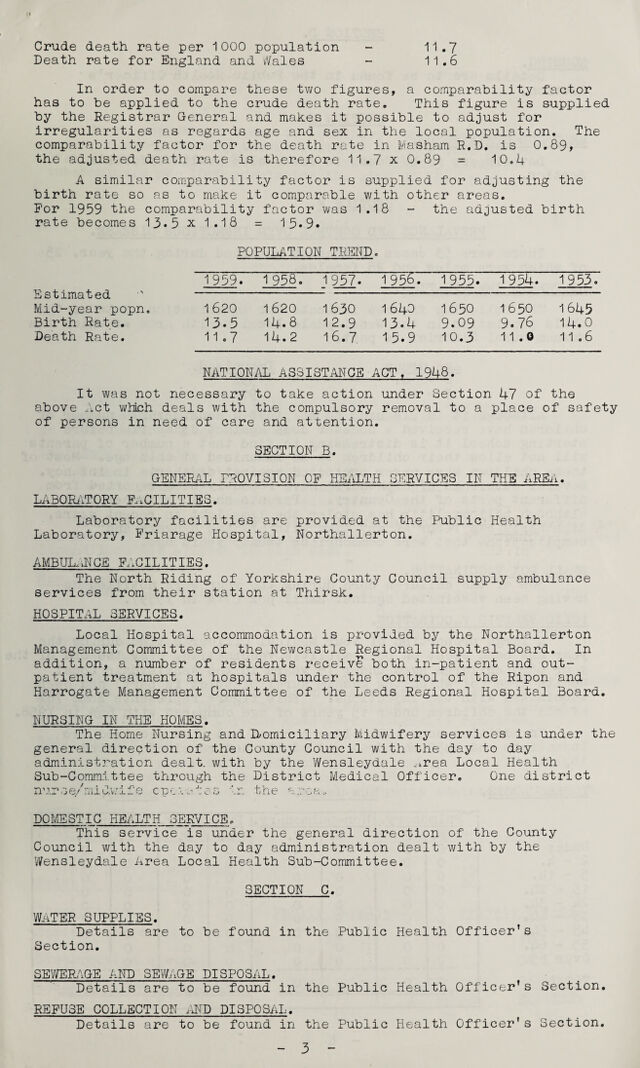 Crude death rate per 1000 population - 11.7
Death rate for England and Wales - 11.6
In order to compare these two figures, a comparability factor
has to be applied to the crude death rate. This figure is supplied
by the Registrar General and makes it possible to adjust for
irregularities as regards age and sex in the local population. The
comparability factor for the death rate in Masham R.D. is 0.89,
the adjusted death rate is therefore 11.7 x 0.89 = 10.4
A similar comparability factor is supplied for adjusting the
birth rate so as to make it comparable with other areas.
For 1959 the comparability factor was 1.18 - the adjusted birth
rate becomes 13.5 x 1.18 = 15.9.
POPULATION TREND.
1959. 1958. 1957. 1956. 1955. 1954. 1953.
Estimated
Mid-year popn. 1620 1620 1630 1640 1650 1650 1645
Birth Rate. 13.5 14.8 12.9 13.4 9.09 9.76 14.0
Death Rate. 11.7 14.2 16.7 15.9 10.3 11.0 11.6
NATIONAL ASSISTANCE ACT, 1948.
It was not necessary to take action under Section 47 of the
above Act which deals with the compulsory removal to a place of safety
of persons in need of care and attention.
SECTION B.
GENERAL PROVISION OF HEALTH SERVICES IN THE AREA.
LABORATORY FACILITIES.
Laboratory facilities are provided at the Public Health
Laboratory, Friarage Hospital, Northallerton.
AMBULANCE FACILITIES.
The North Riding of Yorkshire County Council supply ambulance
services from their station at Thirsk.
HOSPITAL SERVICES.
Local Hospital accommodation is provided by the Northallerton
Management Committee of the Newcastle Regional Hospital Board. In
addition, a number of residents receive both in-patient and out-
patient treatment at hospitals under the control of the Ripon and
Harrogate Management Committee of the Leeds Regional Hospital Board.
NURSING IN THE HOMES.
The Home Nursing and Domiciliary Midwifery services is under the
general direction of the County Council with the day to day
administration dealt with by the Wensleydale Area Local Health
Sub-Committee through the District Medical Officer. One district
nurse/midwife operates in the area.
DOMESTIC HEALTH SERVICE.
This service is under the general direction of the County
Council with the day to day administration dealt with by the
Wensleydale Area Local Health Sub-Committee.
SECTION C.
WATER SUPPLIES.
Details are to be found in the Public Health Officer's
Section.
SEWERAGE AND SEWAGE DISPOSAL.
Details are to be found in the Public Health Officer's Section.
REFUSE COLLECTION AND DISPOSAL.
Details are to be found in the Public Health Officer's Section.
- 3 -